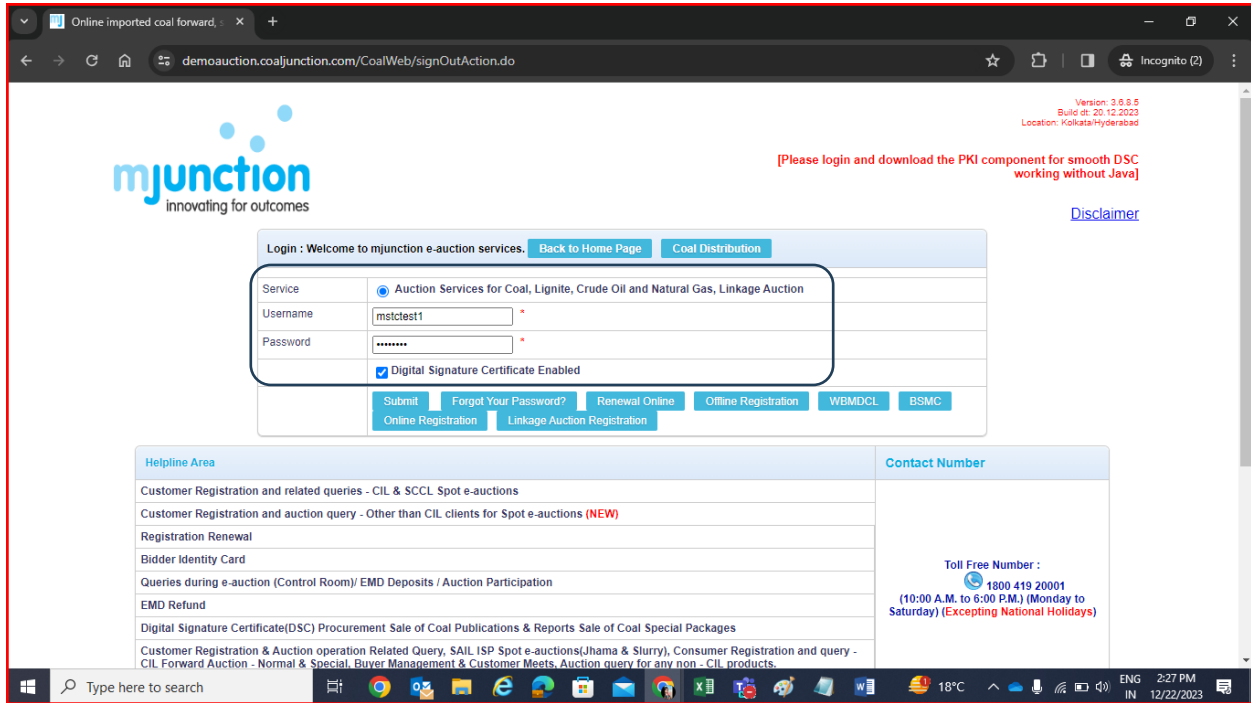 Online imported coal forward, s
demoauction.coaljunction.com/CoalWeb/signOutAction.do
Incognito (2)
Version: 3.6.8.5
Build dt: 20.12.2023
Location: Kolkata/Hyderabad
mjunction
innovating for outcomes
[Please login and download the PKI component for smooth DSC
working without Java]
Disclaimer
Login : Welcome to mjunction e-auction services. Back to Home Page Coal Distribution
Service Auction Services for Coal, Lignite, Crude Oil and Natural Gas, Linkage Auction
Username mstctest1 *
Password •••••••• *
Digital Signature Certificate Enabled
Submit Forgot Your Password? Renewal Online Offline Registration WBMDCL BSMC
Online Registration Linkage Auction Registration
Helpline Area Contact Number
Customer Registration and related queries - CIL & SCCL Spot e-auctions
Customer Registration and auction query - Other than CIL clients for Spot e-auctions (NEW)
Registration Renewal
Bidder Identity Card
Queries during e-auction (Control Room)/ EMD Deposits / Auction Participation
EMD Refund
Digital Signature Certificate(DSC) Procurement Sale of Coal Publications & Reports Sale of Coal Special Packages
Customer Registration & Auction operation Related Query, SAIL ISP Spot e-auctions(Jhama & Slurry), Consumer Registration and query -
CIL Forward Auction - Normal & Special, Buyer Management & Customer Meets, Auction query for any non - CIL products.
Toll Free Number :
1800 419 20001
(10:00 A.M. to 6:00 P.M.) (Monday to
Saturday) (Excepting National Holidays)
Type here to search
18°C
ENG
IN
2:27 PM
12/22/2023